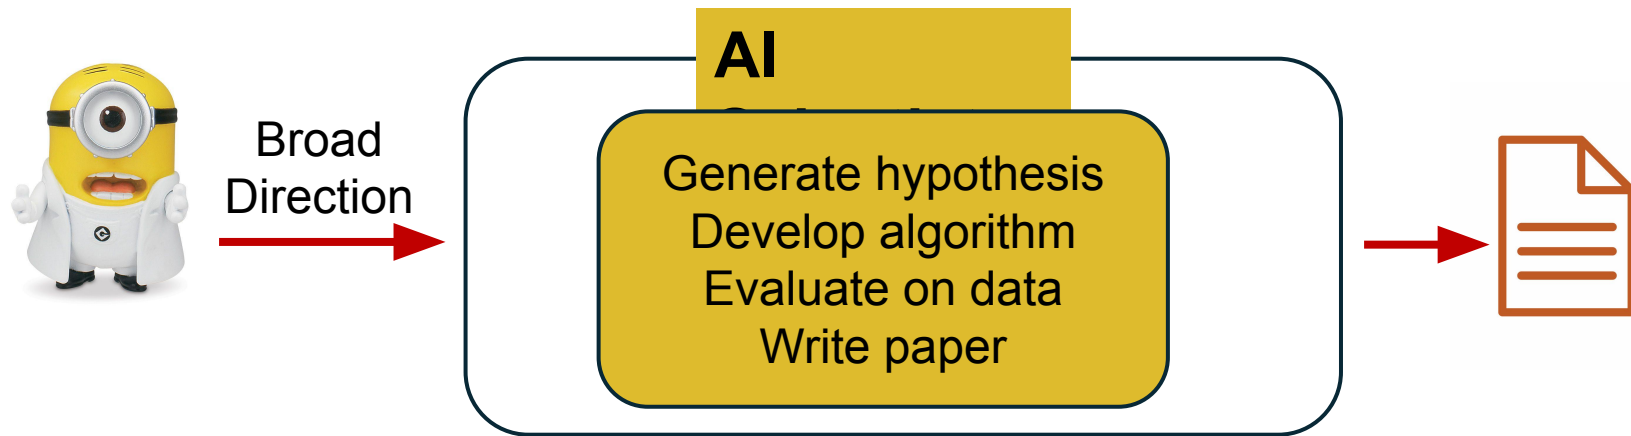 Broad
Direction
AI
Generate hypothesis
Develop algorithm
Evaluate on data
Write paper